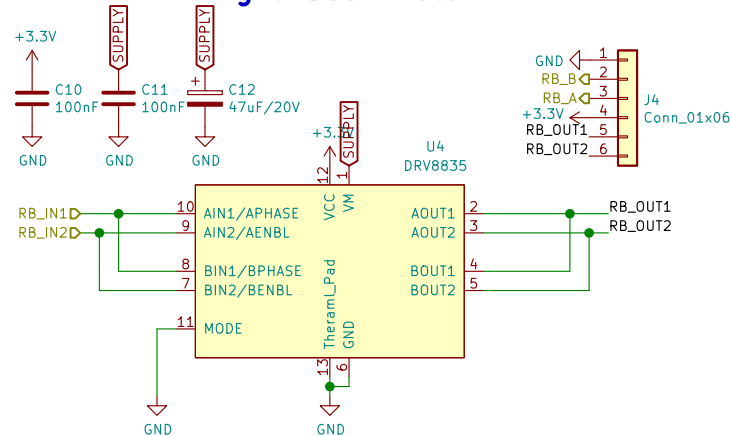 +3.3V
SUPPLY
SUPPLY
C10
100nF
C11
100nF
+
C12
47uF/20V
GND
GND
GND
GND
RB_B
RB_A
+3.3V
RB_OUT1
RB_OUT2
1
2
3
4
5
6
J4
Conn_01x06
+3.3V
SUPPLY
U4
DRV8835
12
1
VCC
VM
RB_IN1
RB_IN2
10
AIN1/APHASE
9
AIN2/AENBL
8
BIN1/BPHASE
7
BIN2/BENBL
11
MODE
AOUT1
2
AOUT2
3
BOUT1
4
BOUT2
5
RB_OUT1
RB_OUT2
Theraml_Pad
GND
13
6
GND
GND